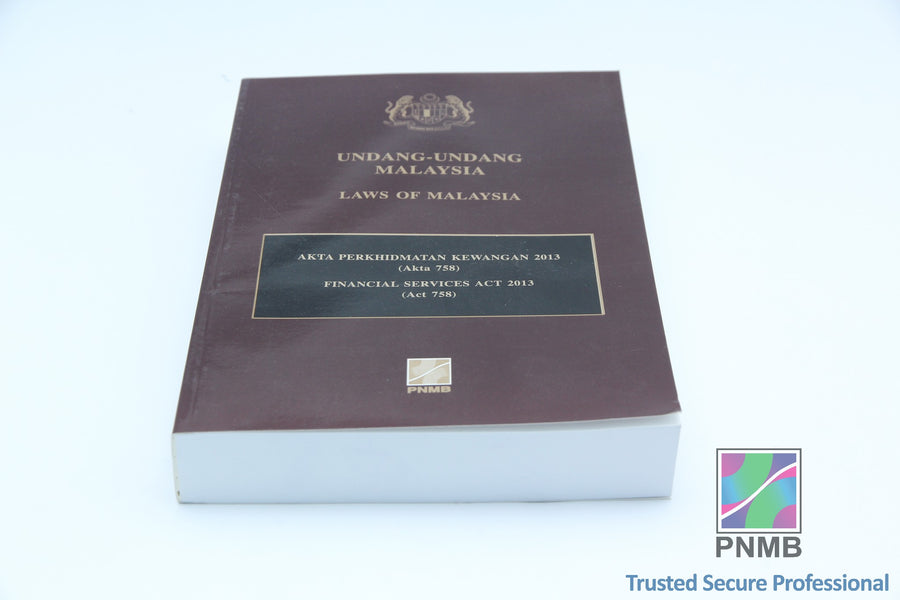 UNDANG-UNDANG
MALAYSIA
LAWS OF MALAYSIA
AKTA PERKHIDMATAN KEWANGAN 2013
(Akta 758)
FINANCIAL SERVICES ACT 2013
(Act 758)
PNMB
PNMB
Trusted Secure Professional